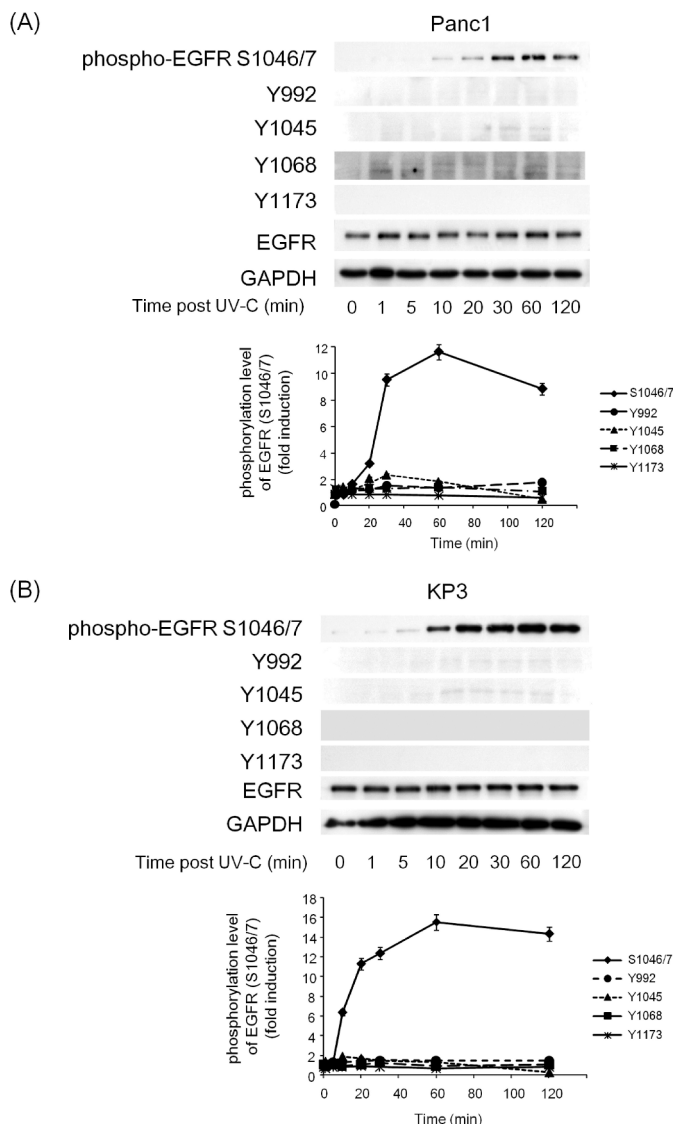 (A)
Panc1
phospho-EGFR S1046/7
Y992
Y1045
Y1068
Y1173
EGFR
GAPDH
Time post UV-C (min) 0 1 5 10 20 30 60 120
phosphorylation level
of EGFR (S1046/7)
(fold induction)
12
10
8
6
4
2
0
0 20 40 60 80 100 120
Time (min)
S1046/7
Y992
Y1045
Y1068
Y1173
(B)
KP3
phospho-EGFR S1046/7
Y992
Y1045
Y1068
Y1173
EGFR
GAPDH
Time post UV-C (min) 0 1 5 10 20 30 60 120
phosphorylation level
of EGFR (S1046/7)
(fold induction)
18
16
14
12
10
8
6
4
2
0
0 20 40 60 80 100 120
Time (min)
S1046/7
Y992
Y1045
Y1068
Y1173